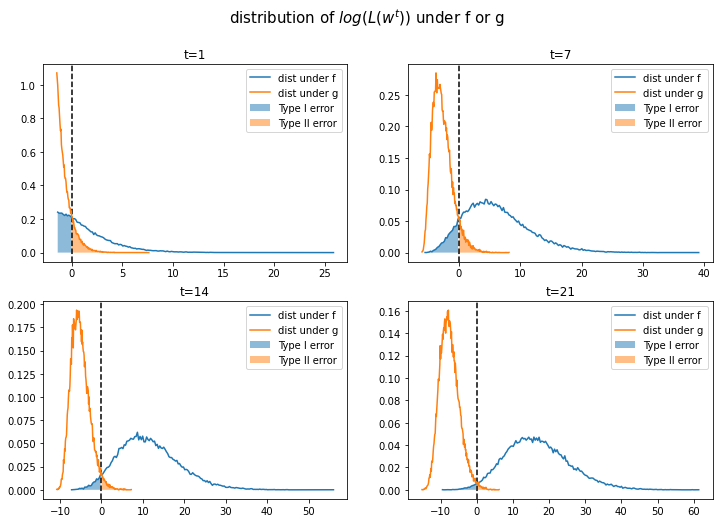 distribution of log(L(w^t)) under f or g
t=1
dist under f
dist under g
Type I error
Type II error
1.0
0.8
0.6
0.4
0.2
0.0
0
5
10
15
20
25
t=7
dist under f
dist under g
Type I error
Type II error
0.25
0.20
0.15
0.10
0.05
0.00
0
10
20
30
40
t=14
dist under f
dist under g
Type I error
Type II error
0.200
0.175
0.150
0.125
0.100
0.075
0.050
0.025
0.000
−10
0
10
20
30
40
50
t=21
dist under f
dist under g
Type I error
Type II error
0.16
0.14
0.12
0.10
0.08
0.06
0.04
0.02
0.00
−10
0
10
20
30
40
50
60